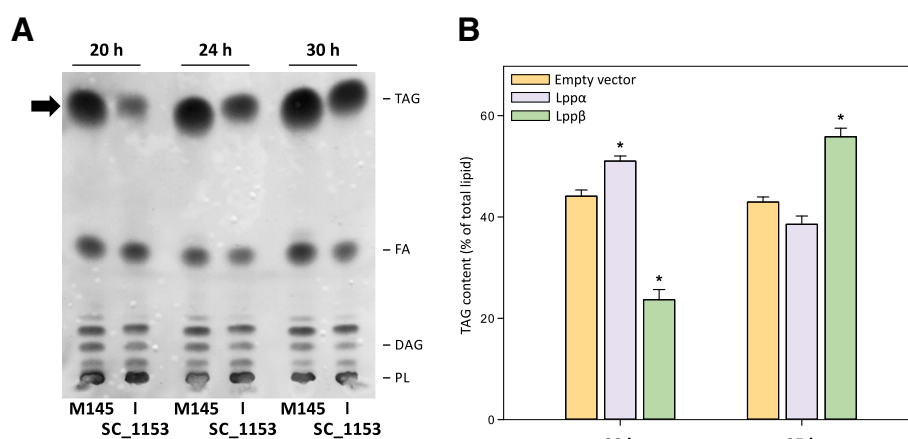 A
20 h
24 h
30 h
TAG
FA
DAG
PL
M145
I
M145
I
M145
I
SC_1153
SC_1153
SC_1153
B
Empty vector
Lppα
Lppβ
TAG content (% of total lipid)
60
40
20
0
*
*
*